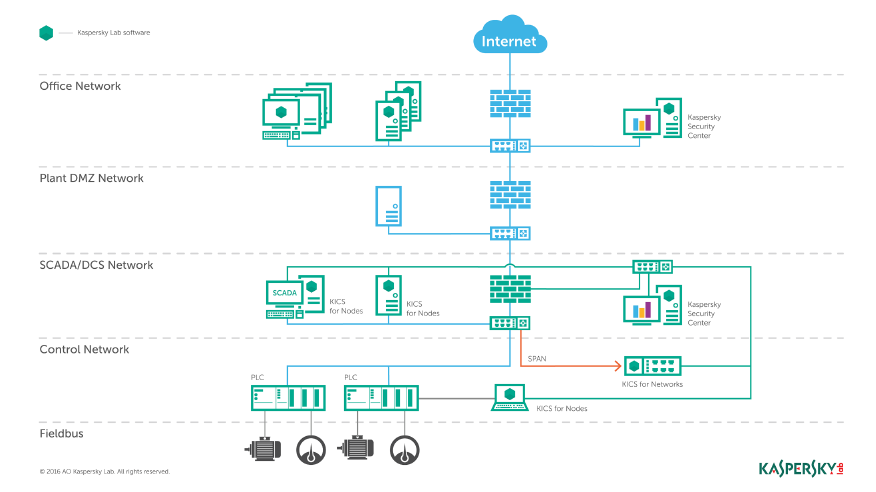 Kaspersky Lab software
Internet
Office Network
Kaspersky
Security
Center
Plant DMZ Network
SCADA/DCS Network
SCADA
KICS
for Nodes
KICS
for Nodes
Kaspersky
Security
Center
Control Network
SPAN
KICS for Networks
PLC
PLC
KICS for Nodes
Fieldbus
© 2016 AO Kaspersky Lab. All rights reserved.
KASPERSKY lab